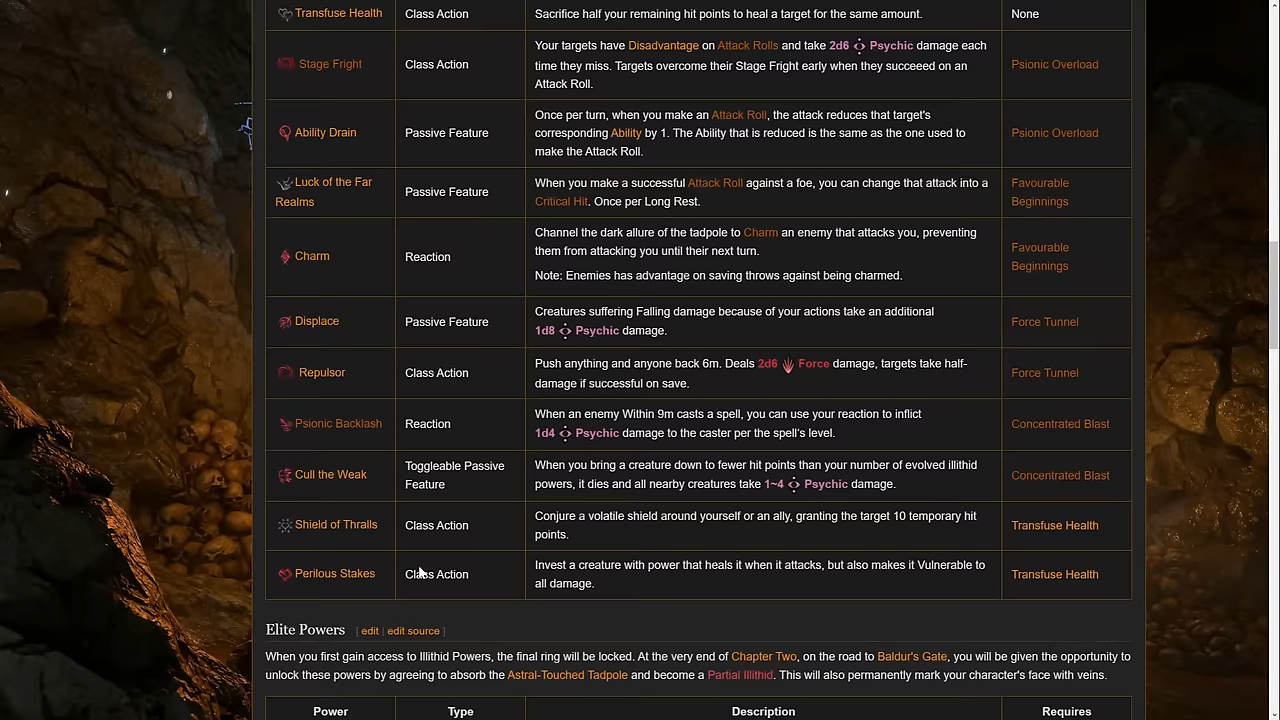 Transfuse Health Class Action Sacrifice half your remaining hit points to heal a target for the same amount. None
Your targets have Disadvantage on Attack Rolls and take 2d6 Psychic damage each
Stage Fright Class Action time they miss. Targets overcome their Stage Fright early when they succeeed on an Psionic Overload
Attack Roll.
Once per turn, when you make an Attack Roll, the attack reduces that target's
Ability Drain Passive Feature corresponding Ability by 1. The Ability that is reduced is the same as the one used to Psionic Overload
make the Attack Roll.
Luck of the Far When you make a successful Attack Roll against a foe, you can change that attack into a Favourable
Realms Passive Feature Critical Hit. Once per Long Rest. Beginnings
Channel the dark allure of the tadpole to Charm an enemy that attacks you, preventing
Charm Reaction them from attacking you until their next turn. Favourable
Note: Enemies has advantage on saving throws against being charmed. Beginnings
Creatures suffering Falling damage because of your actions take an additional
Displace Passive Feature 1d8 Psychic damage. Force Tunnel
Push anything and anyone back 6m. Deals 2d6 Force damage, targets take half-
Repulsor Class Action damage if successful on save. Force Tunnel
When an enemy Within 9m casts a spell, you can use your reaction to inflict
Psionic Backlash Reaction 1d4 Psychic damage to the caster per the spell's level. Concentrated Blast
Toggleable Passive When you bring a creature down to fewer hit points than your number of evolved illithid
Cull the Weak Feature powers, it dies and all nearby creatures take 1~4 Psychic damage. Concentrated Blast
Conjure a volatile shield around yourself or an ally, granting the target 10 temporary hit
Shield of Thralls Class Action points. Transfuse Health
Invest a creature with power that heals it when it attacks, but also makes it Vulnerable to
Perilous Stakes Class Action all damage. Transfuse Health
Elite Powers [ edit | edit source ]
When you first gain access to Illithid Powers, the final ring will be locked. At the very end of Chapter Two, on the road to Baldur's Gate, you will be given the opportunity to
unlock these powers by agreeing to absorb the Astral-Touched Tadpole and become a Partial Illithid. This will also permanently mark your character's face with veins.
Power Type Description Requires